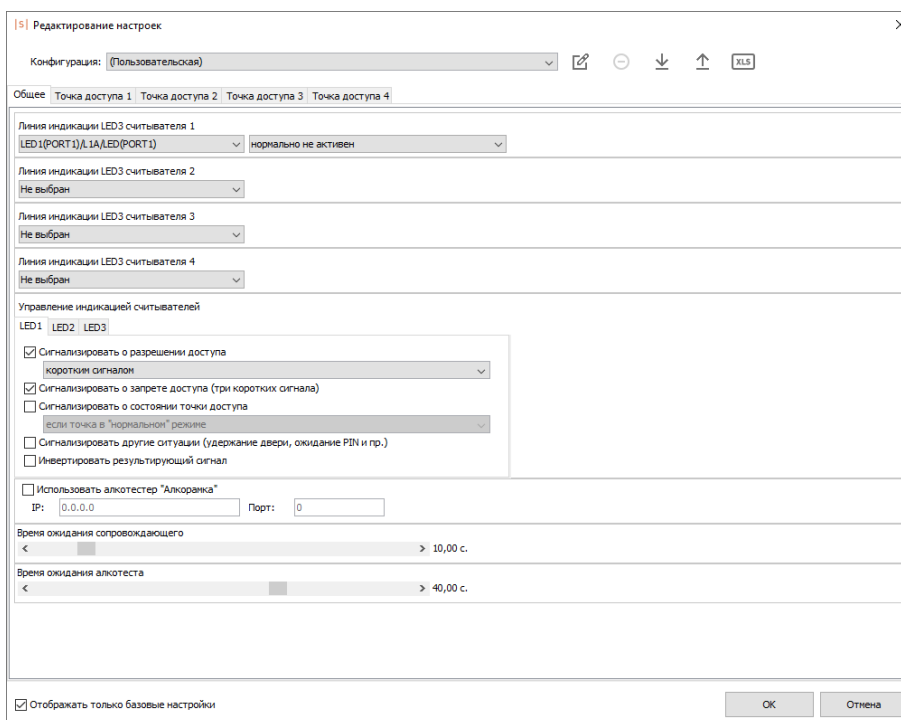 |S| Редактирование настроек
Конфигурация: (Пользовательская) XLS
Общее Точка доступа 1 Точка доступа 2 Точка доступа 3 Точка доступа 4
Линия индикации LED3 считывателя 1
LED1(PORT1)/L1A/LED(PORT1) нормально не активен
Линия индикации LED3 считывателя 2
Не выбран
Линия индикации LED3 считывателя 3
Не выбран
Линия индикации LED3 считывателя 4
Не выбран
Управление индикацией считывателей
LED1 LED2 LED3
Сигнализировать о разрешении доступа
коротким сигналом
Сигнализировать о запрете доступа (три коротких сигнала)
Сигнализировать о состоянии точки доступа
если точка в "нормальном" режиме
Сигнализировать другие ситуации (удержание двери, ожидание PIN и пр.)
Инвертировать результирующий сигнал
Использовать алкотестер "Алкорамка"
IP: 0.0.0.0 Порт: 0
Время ожидания сопровождающего
10,00 с.
Время ожидания алкотеста
40,00 с.
Отображать только базовые настройки OK Отмена